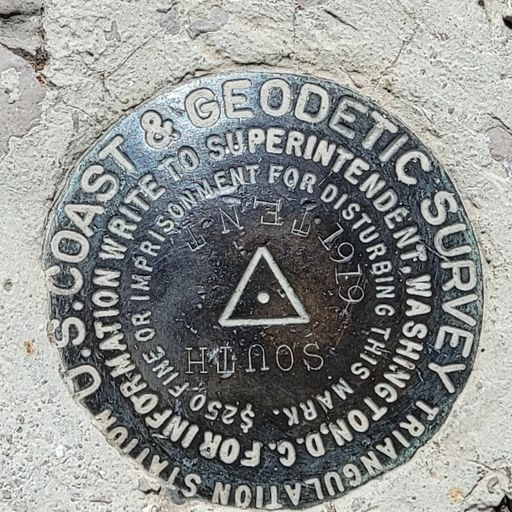 U.S. COAST & GEODETIC SURVEY
TRIANGULATION STATION
FOR INFORMATION WRITE TO SUPERINTENDENT, WASHINGTON, D.C.
$250 FINE OR IMPRISONMENT FOR DISTURBING THIS MARK.
TENT
1919
SOUTH